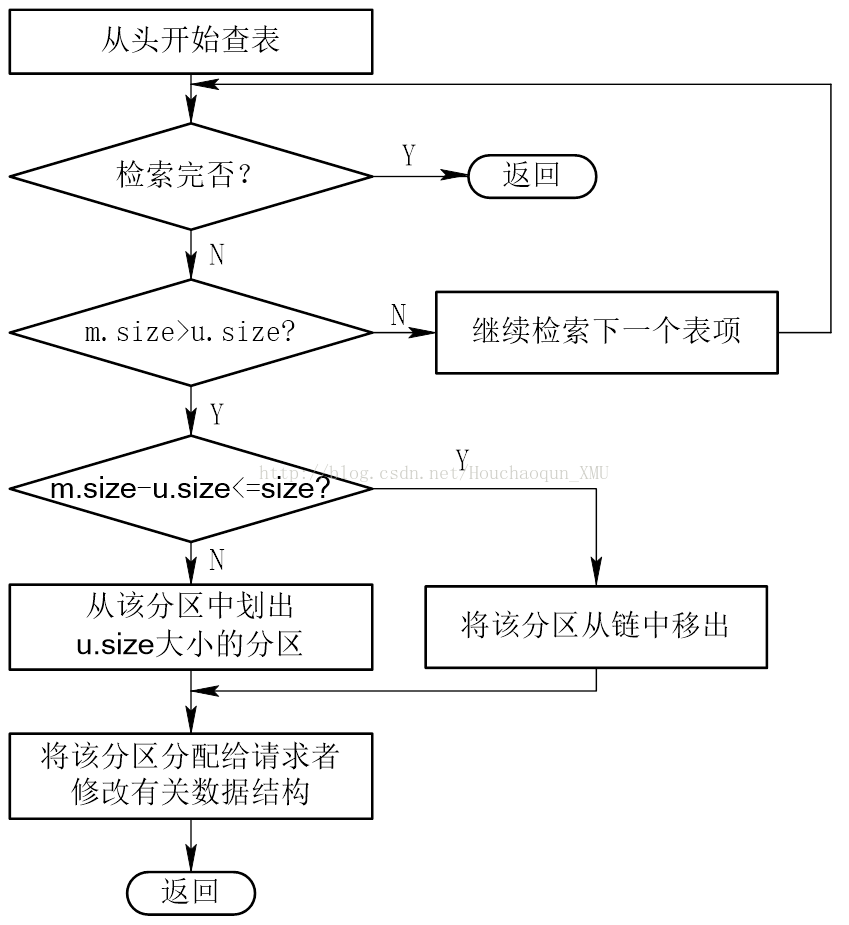 从头开始查表
检索完否?
Y
返回
N
m.size>u.size?
N
继续检索下一个表项
Y
http://blog.csdn.net/Houchaoqun_XMU
Y
m.size-u.size<=size?
N
从该分区中划出
u.size大小的分区
将该分区从链中移出
将该分区分配给请求者
修改有关数据结构
返回